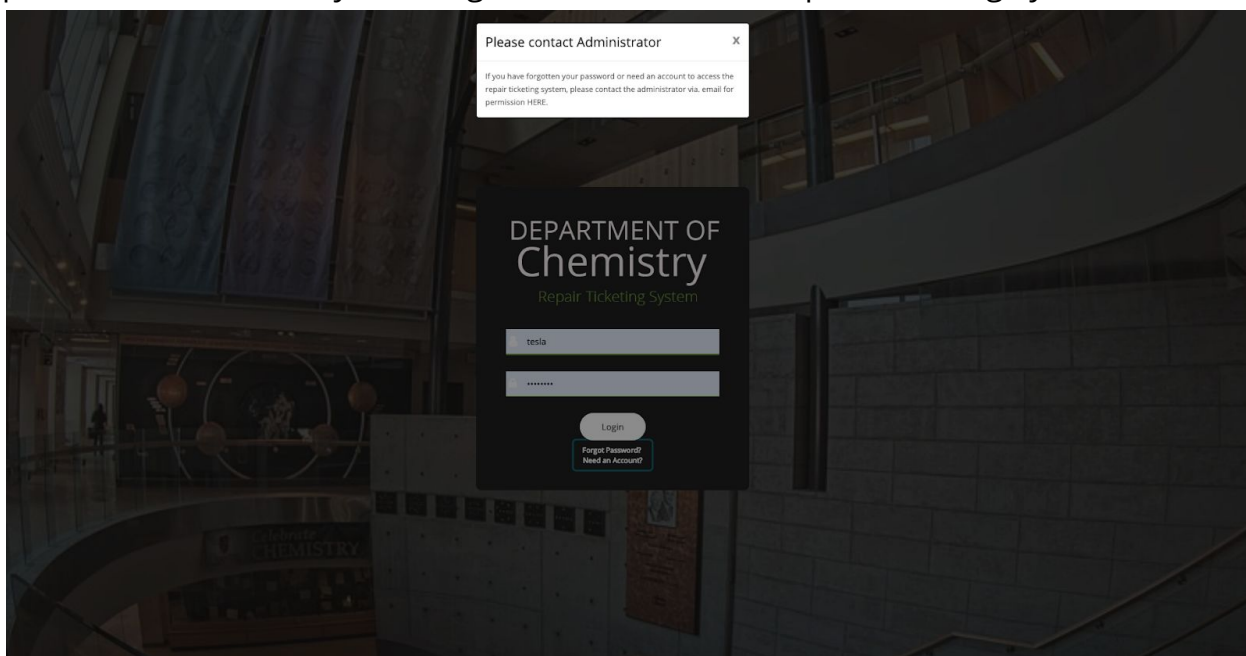 Please contact Administrator x
If you have forgotten your password or need an account to access the
repair ticketing system, please contact the administrator via. email for
permission HERE.
DEPARTMENT OF
Chemistry
Repair Ticketing System
tesla
Login
Forgot Password?
Need an Account?
Celebrate
CHEMISTRY